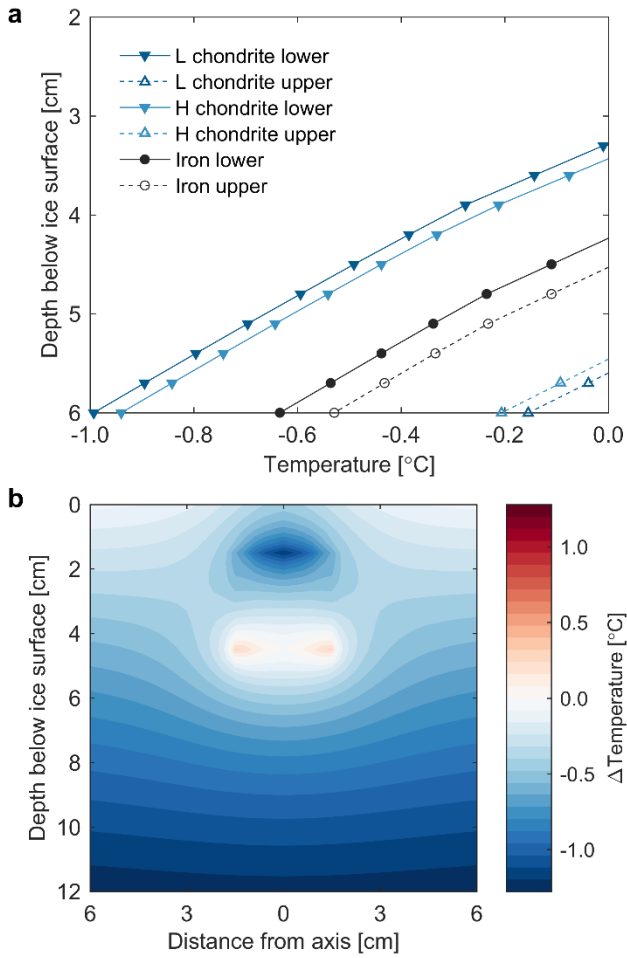 a
2
3
4
5
6
Depth below ice surface [cm]
L chondrite lower
L chondrite upper
H chondrite lower
H chondrite upper
Iron lower
Iron upper
-1.0 -0.8 -0.6 -0.4 -0.2 0.0
Temperature [°C]
b
0
2
4
6
8
10
12
Depth below ice surface [cm]
6 3 0 3 6
Distance from axis [cm]
1.0
0.5
0.0
-0.5
-1.0
ΔTemperature [°C]